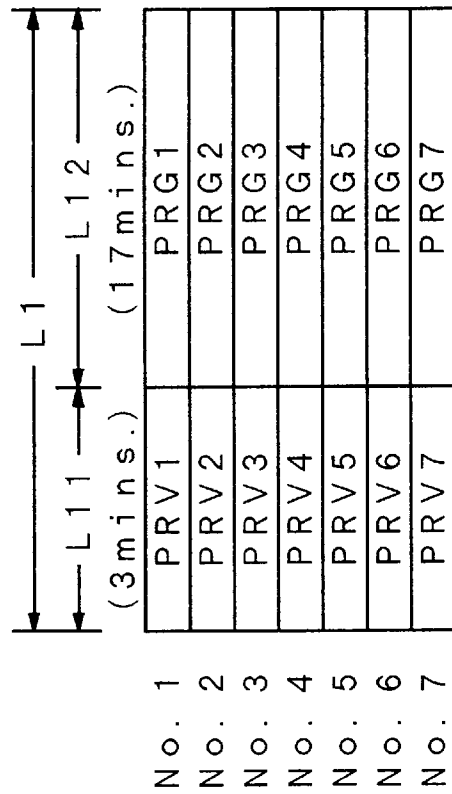 L1
L11 L12
(3mins.) (17mins.)
No. 1 PRV1 PRG1
No. 2 PRV2 PRG2
No. 3 PRV3 PRG3
No. 4 PRV4 PRG4
No. 5 PRV5 PRG5
No. 6 PRV6 PRG6
No. 7 PRV7 PRG7